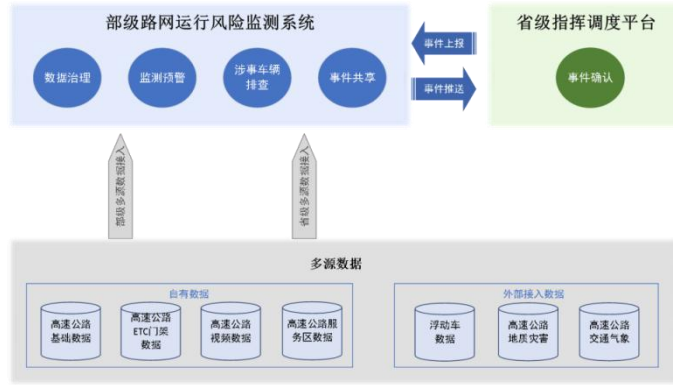 部级路网运行风险监测系统
省级指挥调度平台
数据治理
监测预警
涉事车辆
排查
事件共享
事件上报
事件推送
事件确认
部级多源数据接入
省级多源数据接入
多源数据
自有数据
高速公路
基础数据
高速公路
ETC门架
数据
高速公路
视频数据
高速公路服
务区数据
外部接入数据
浮动车
数据
高速公路
地质灾害
高速公路
交通气象